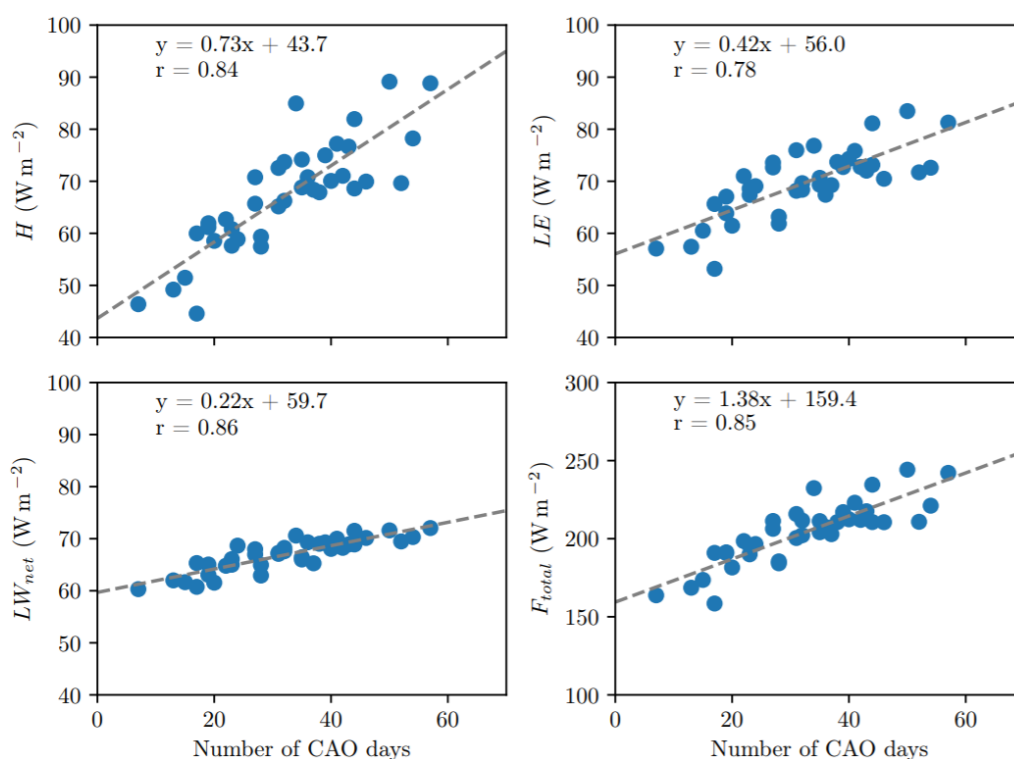 y = 0.73x + 43.7
r = 0.84
H (W m⁻²)
100
90
80
70
60
50
40
y = 0.42x + 56.0
r = 0.78
LE (W m⁻²)
100
90
80
70
60
50
40
y = 0.22x + 59.7
r = 0.86
LW_net (W m⁻²)
100
90
80
70
60
50
40
0 20 40 60
Number of CAO days
y = 1.38x + 159.4
r = 0.85
F_total (W m⁻²)
300
250
200
150
100
0 20 40 60
Number of CAO days